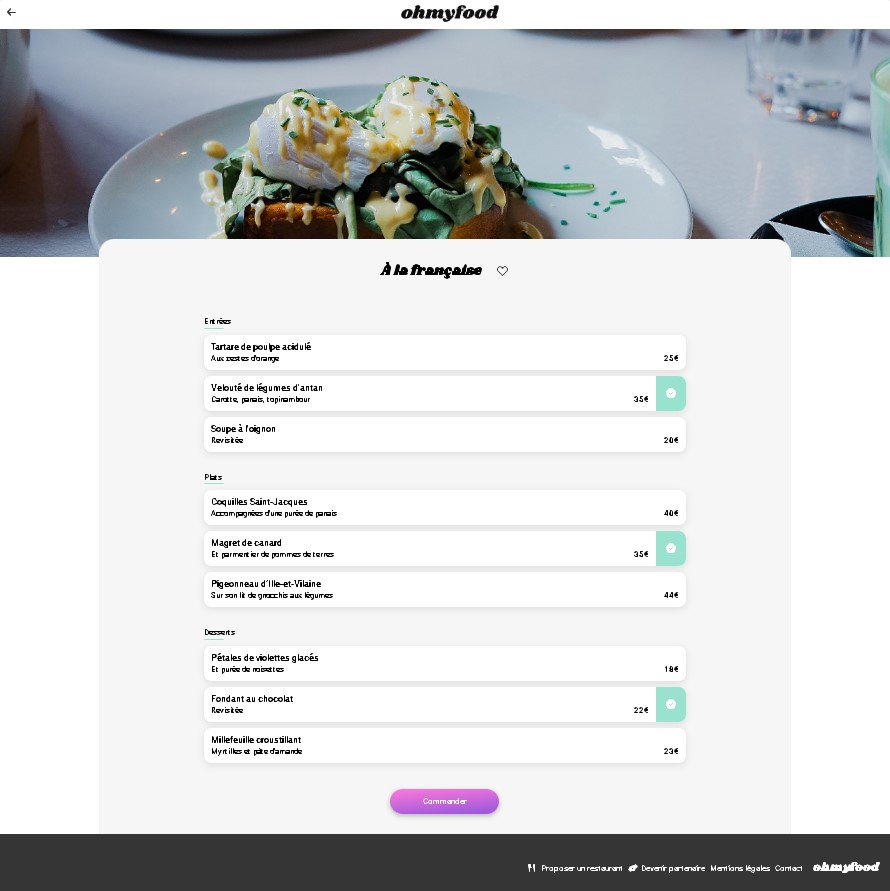 ohmyfood
À la française
Entrées
Tartare de poulpe acidulé
Aux zestes d'orange
25€
Velouté de légumes d'antan
Carotte, panais, topinambour
35€
Soupe à l'oignon
Revisitée
20€
Plats
Coquilles Saint-Jacques
Accompagnées d'une purée de panais
40€
Magret de canard
Et parmentier de pommes de terres
35€
Pigeonneau d'Ille-et-Vilaine
Sur son lit de gnocchis aux légumes
44€
Desserts
Pétales de violettes glacés
Et purée de noisettes
18€
Fondant au chocolat
Revisitée
22€
Millefeuille croustillant
Myrtilles et pâte d'amande
23€
Commander
Proposer un restaurant Devenir partenaire Mentions légales Contact ohmyfood